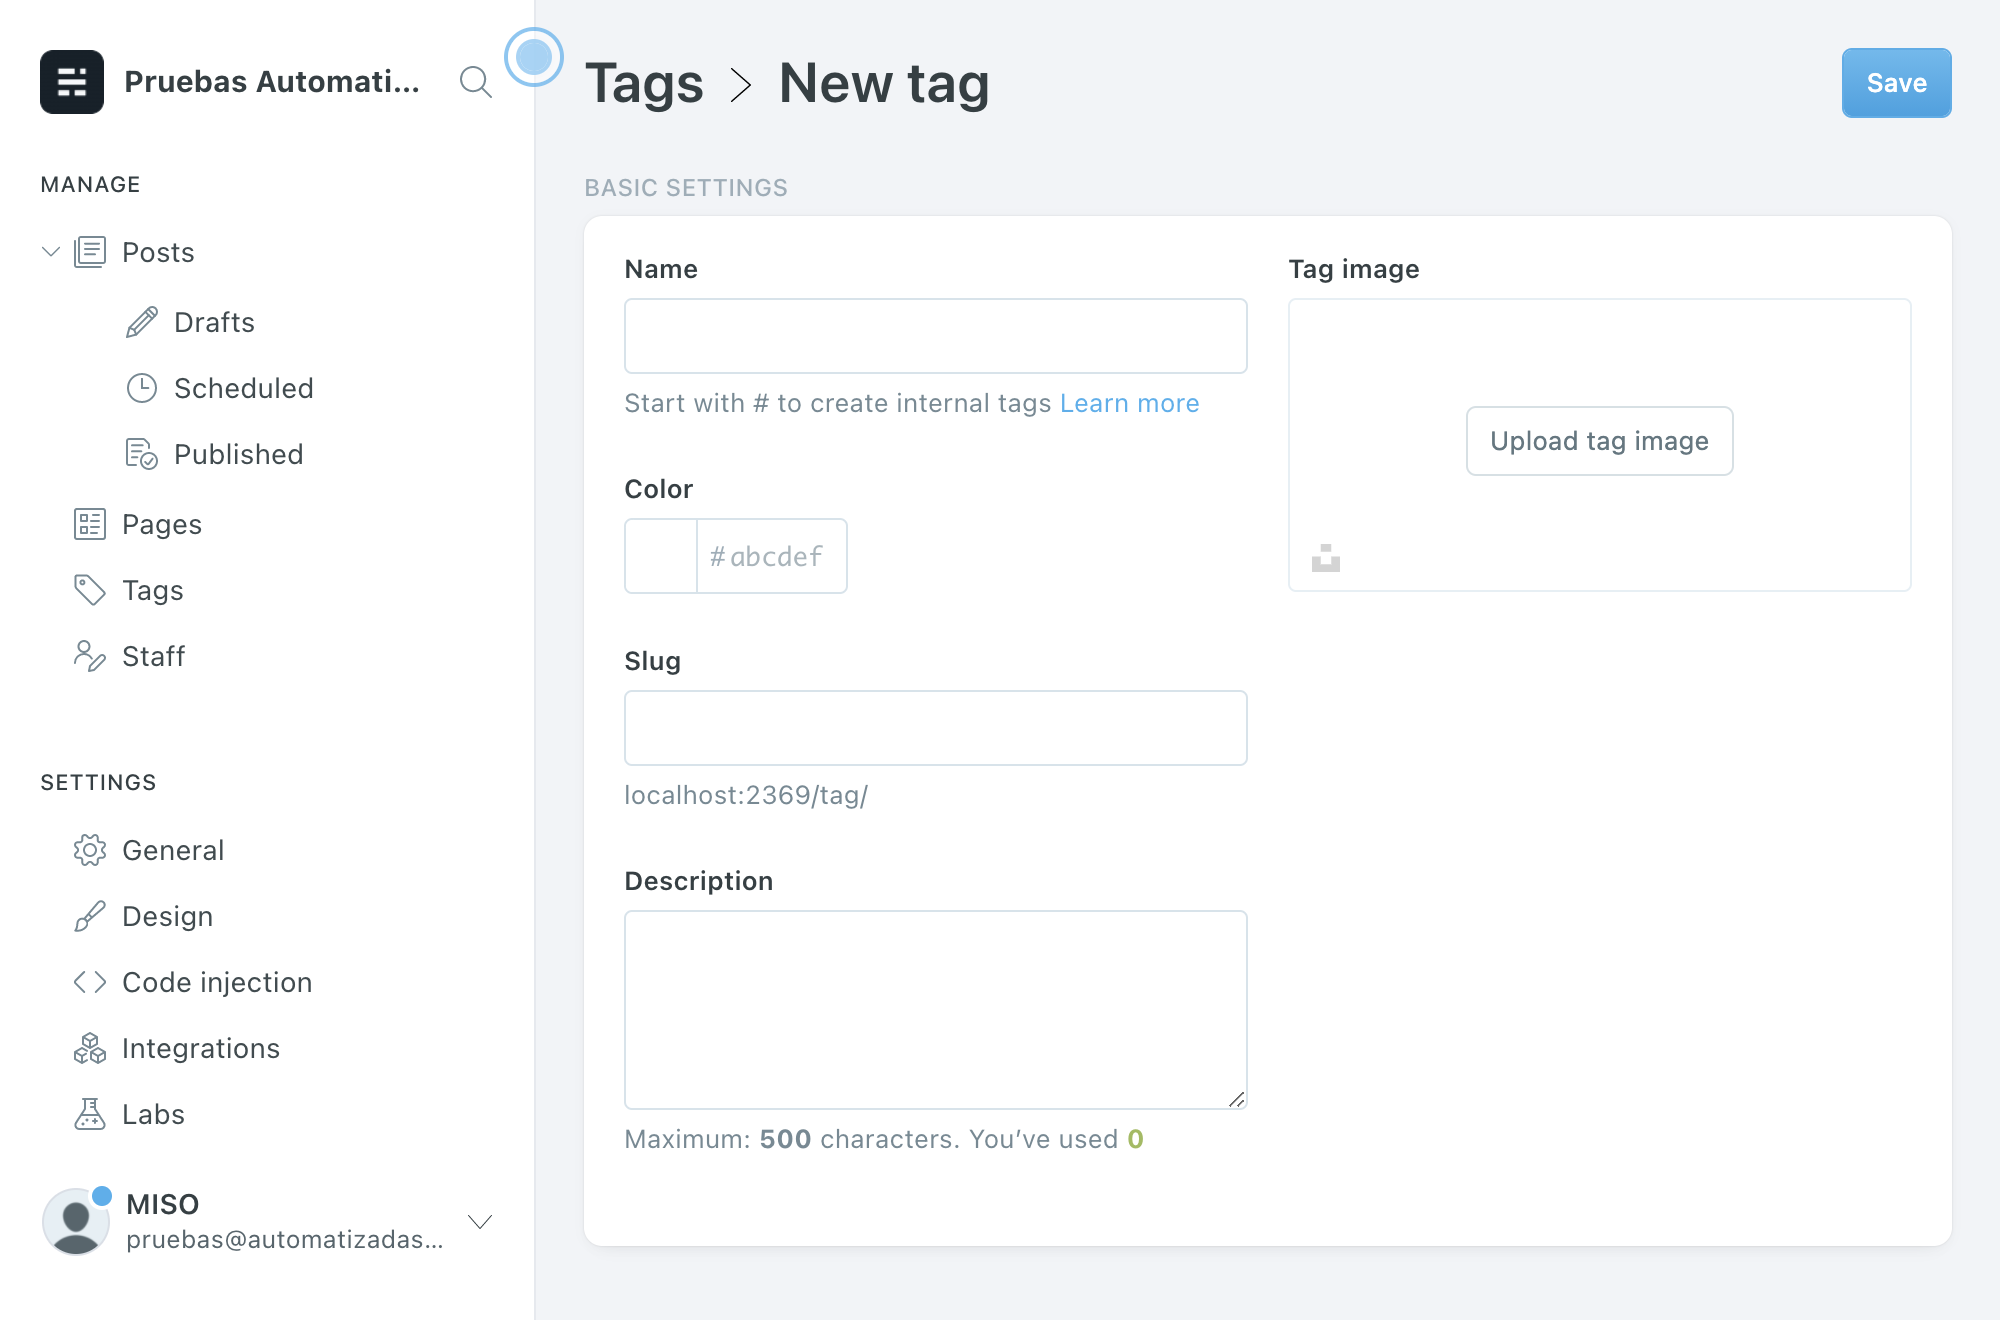 Pruebas Automati...
MANAGE
Posts
Drafts
Scheduled
Published
Pages
Tags
Staff
SETTINGS
General
Design
Code injection
Integrations
Labs
MISO
pruebas@automatizadas...
Tags > New tag
Save
BASIC SETTINGS
Name
Start with # to create internal tags Learn more
Color
#abcdef
Slug
localhost:2369/tag/
Description
Maximum: 500 characters. You’ve used 0
Tag image
Upload tag image